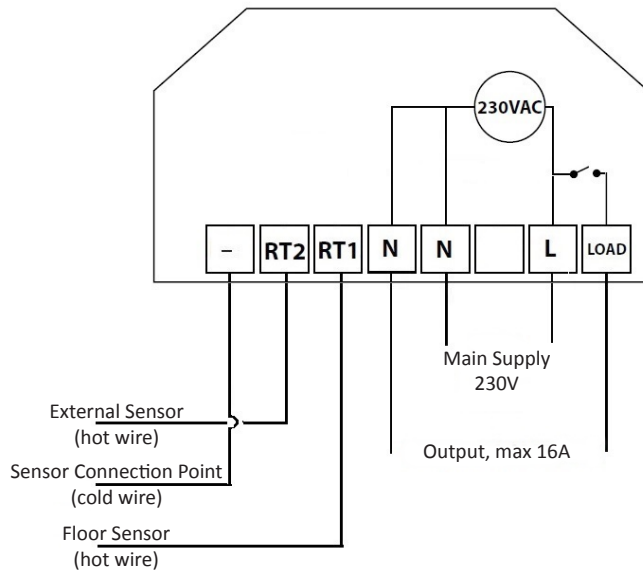 230VAC
– RT2 RT1 N N L LOAD
Main Supply
230V
External Sensor
(hot wire)
Output, max 16A
Sensor Connection Point
(cold wire)
Floor Sensor
(hot wire)